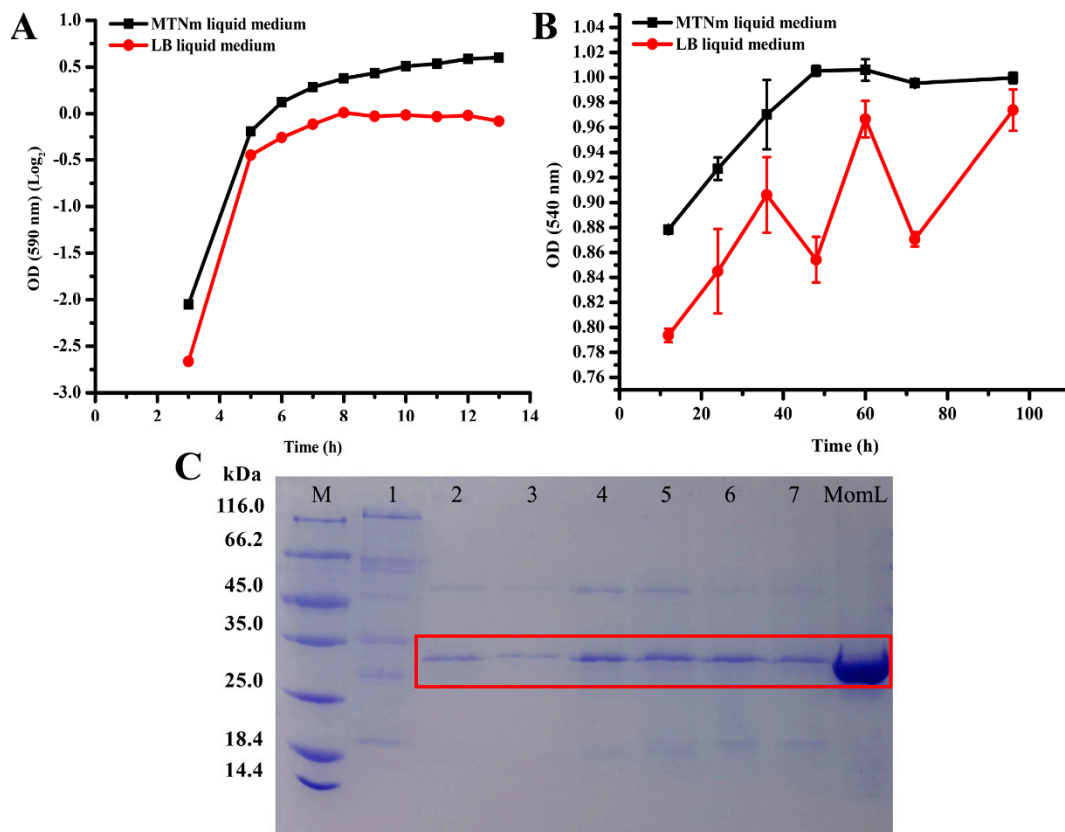 A
MTNm liquid medium
LB liquid medium
OD (590 nm) (Log2)
1.0
0.5
0.0
-0.5
-1.0
-1.5
-2.0
-2.5
-3.0
0 2 4 6 8 10 12 14
Time (h)
B
MTNm liquid medium
LB liquid medium
OD (540 nm)
1.04
1.02
1.00
0.98
0.96
0.94
0.92
0.90
0.88
0.86
0.84
0.82
0.80
0.78
0.76
0 20 40 60 80 100
Time (h)
C
kDa
M 1 2 3 4 5 6 7 MomL
116.0
66.2
45.0
35.0
25.0
18.4
14.4